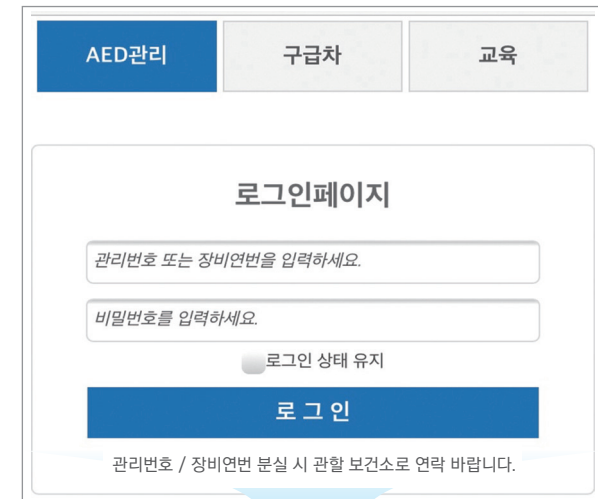 AED관리
구급차
교육
로그인페이지
관리번호 또는 장비연번을 입력하세요.
비밀번호를 입력하세요.
로그인 상태 유지
로 그 인
관리번호 / 장비연번 분실 시 관할 보건소로 연락 바랍니다.